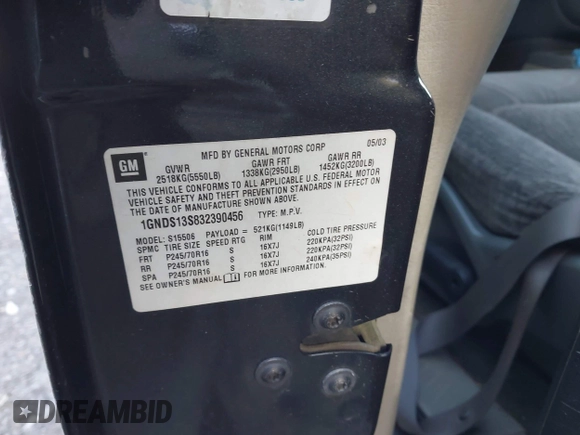 GM
MFD BY GENERAL MOTORS CORP 05/03
GVWR GAWR FRT GAWR RR
2519KG(5550LB) 1338KG(2950LB) 1452KG(3200LB)
THIS VEHICLE CONFORMS TO ALL APPLICABLE U.S. FEDERAL MOTOR
VEHICLE SAFETY AND THEFT PREVENTION STANDARDS IN EFFECT ON
THE DATE OF MANUFACTURE SHOWN ABOVE.
1GNDS13S832390456 TYPE: M.P.V.
MODEL: S15506 PAYLOAD = 521KG(1149LB)
SPMC TIRE SIZE SPEED RTG RIM COLD TIRE PRESSURE
FRT P245/70R16 S 16X7J 220KPA(32PSI)
RR P245/70R16 S 16X7J 220KPA(32PSI)
SPA P245/70R16 S 16X7J 240KPA(35PSI)
SEE OWNER'S MANUAL
DREAMBID